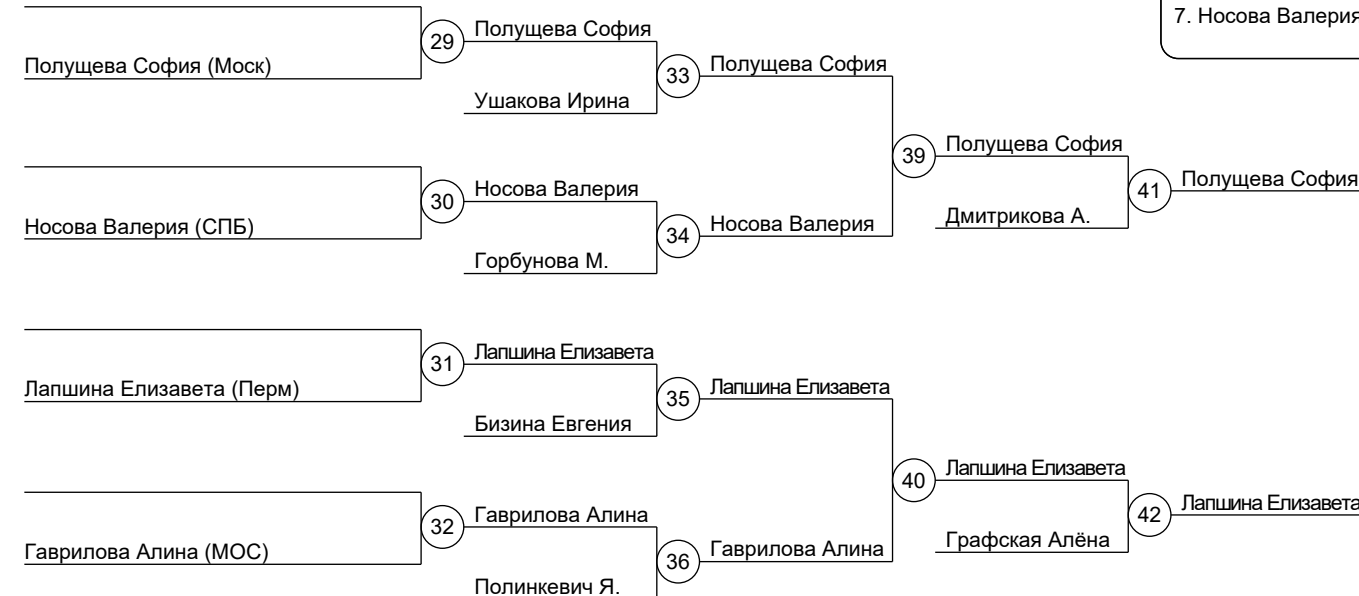 7. Носова Валерия
29 Полущева София
Полущева София (Моск)
33 Полущева София
Ушакова Ирина
39 Полущева София
30 Носова Валерия
41 Полущева София
Носова Валерия (СПБ)
34 Носова Валерия
Дмитрикова А.
Горбунова М.
31 Лапшина Елизавета
Лапшина Елизавета (Перм)
35 Лапшина Елизавета
Бизина Евгения
40 Лапшина Елизавета
32 Гаврилова Алина
42 Лапшина Елизавета
Гаврилова Алина (МОС)
36 Гаврилова Алина
Графская Алёна
Полинкевич Я.